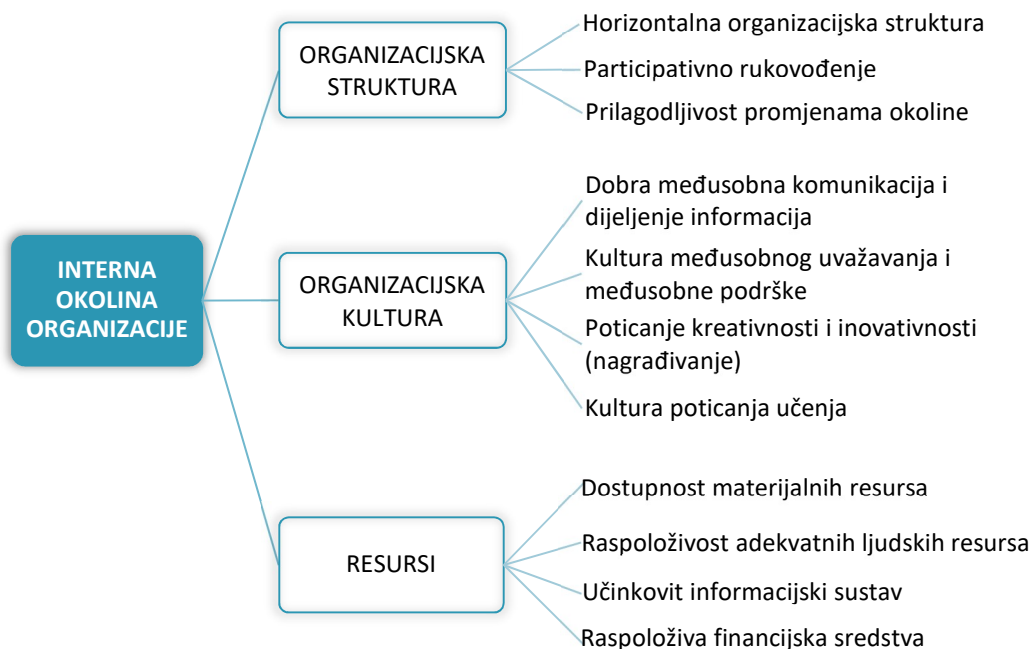 INTERNA
OKOLINA
ORGANIZACIJE
ORGANIZACIJSKA
STRUKTURA
Horizontalna organizacijska struktura
Participativno rukovođenje
Prilagodljivost promjenama okoline
ORGANIZACIJSKA
KULTURA
Dobra međusobna komunikacija i
dijeljenje informacija
Kultura međusobnog uvažavanja i
međusobne podrške
Poticanje kreativnosti i inovativnosti
(nagrađivanje)
Kultura poticanja učenja
RESURSI
Dostupnost materijalnih resursa
Raspoloživost adekvatnih ljudskih resursa
Učinkovit informacijski sustav
Raspoloživa financijska sredstva